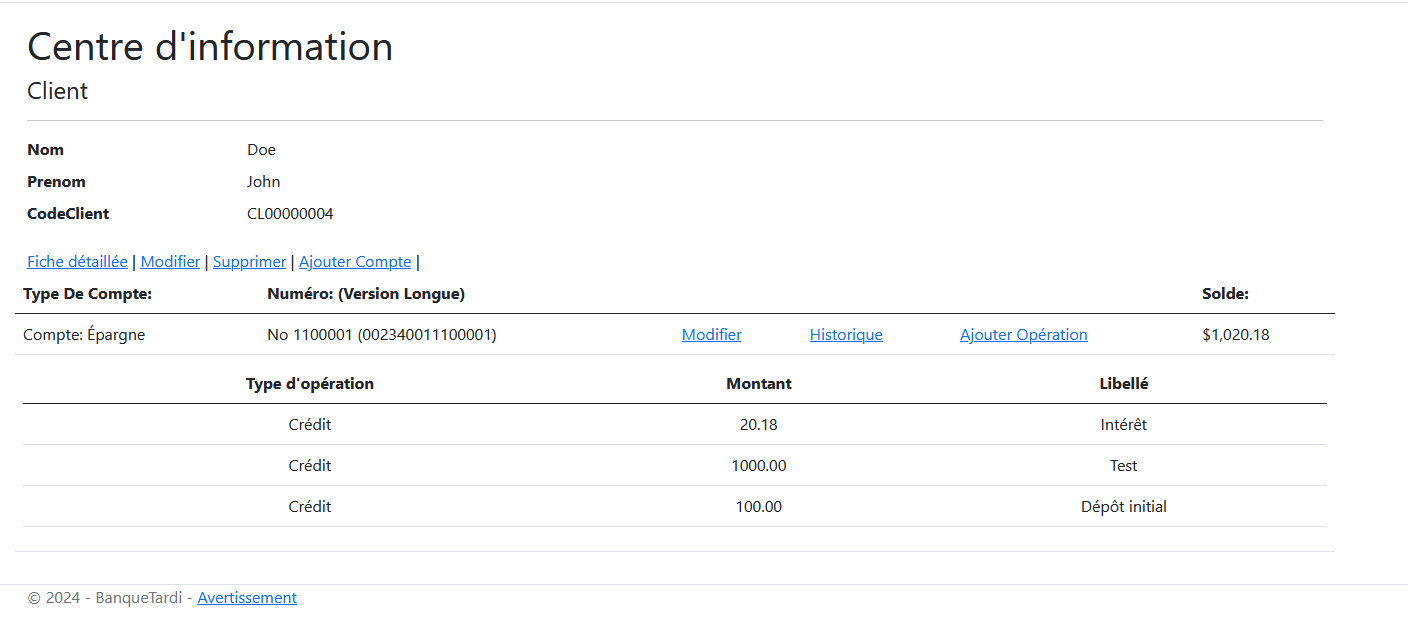 Centre d'information
Client
Nom Doe
Prenom John
CodeClient CL00000004
Fiche détaillée | Modifier | Supprimer | Ajouter Compte |
Type De Compte: Numéro: (Version Longue) Solde:
Compte: Épargne No 1100001 (002340011100001) Modifier Historique Ajouter Opération $1,020.18
Type d'opération Montant Libellé
Crédit 20.18 Intérêt
Crédit 1000.00 Test
Crédit 100.00 Dépôt initial
© 2024 - BanqueTardi - Avertissement